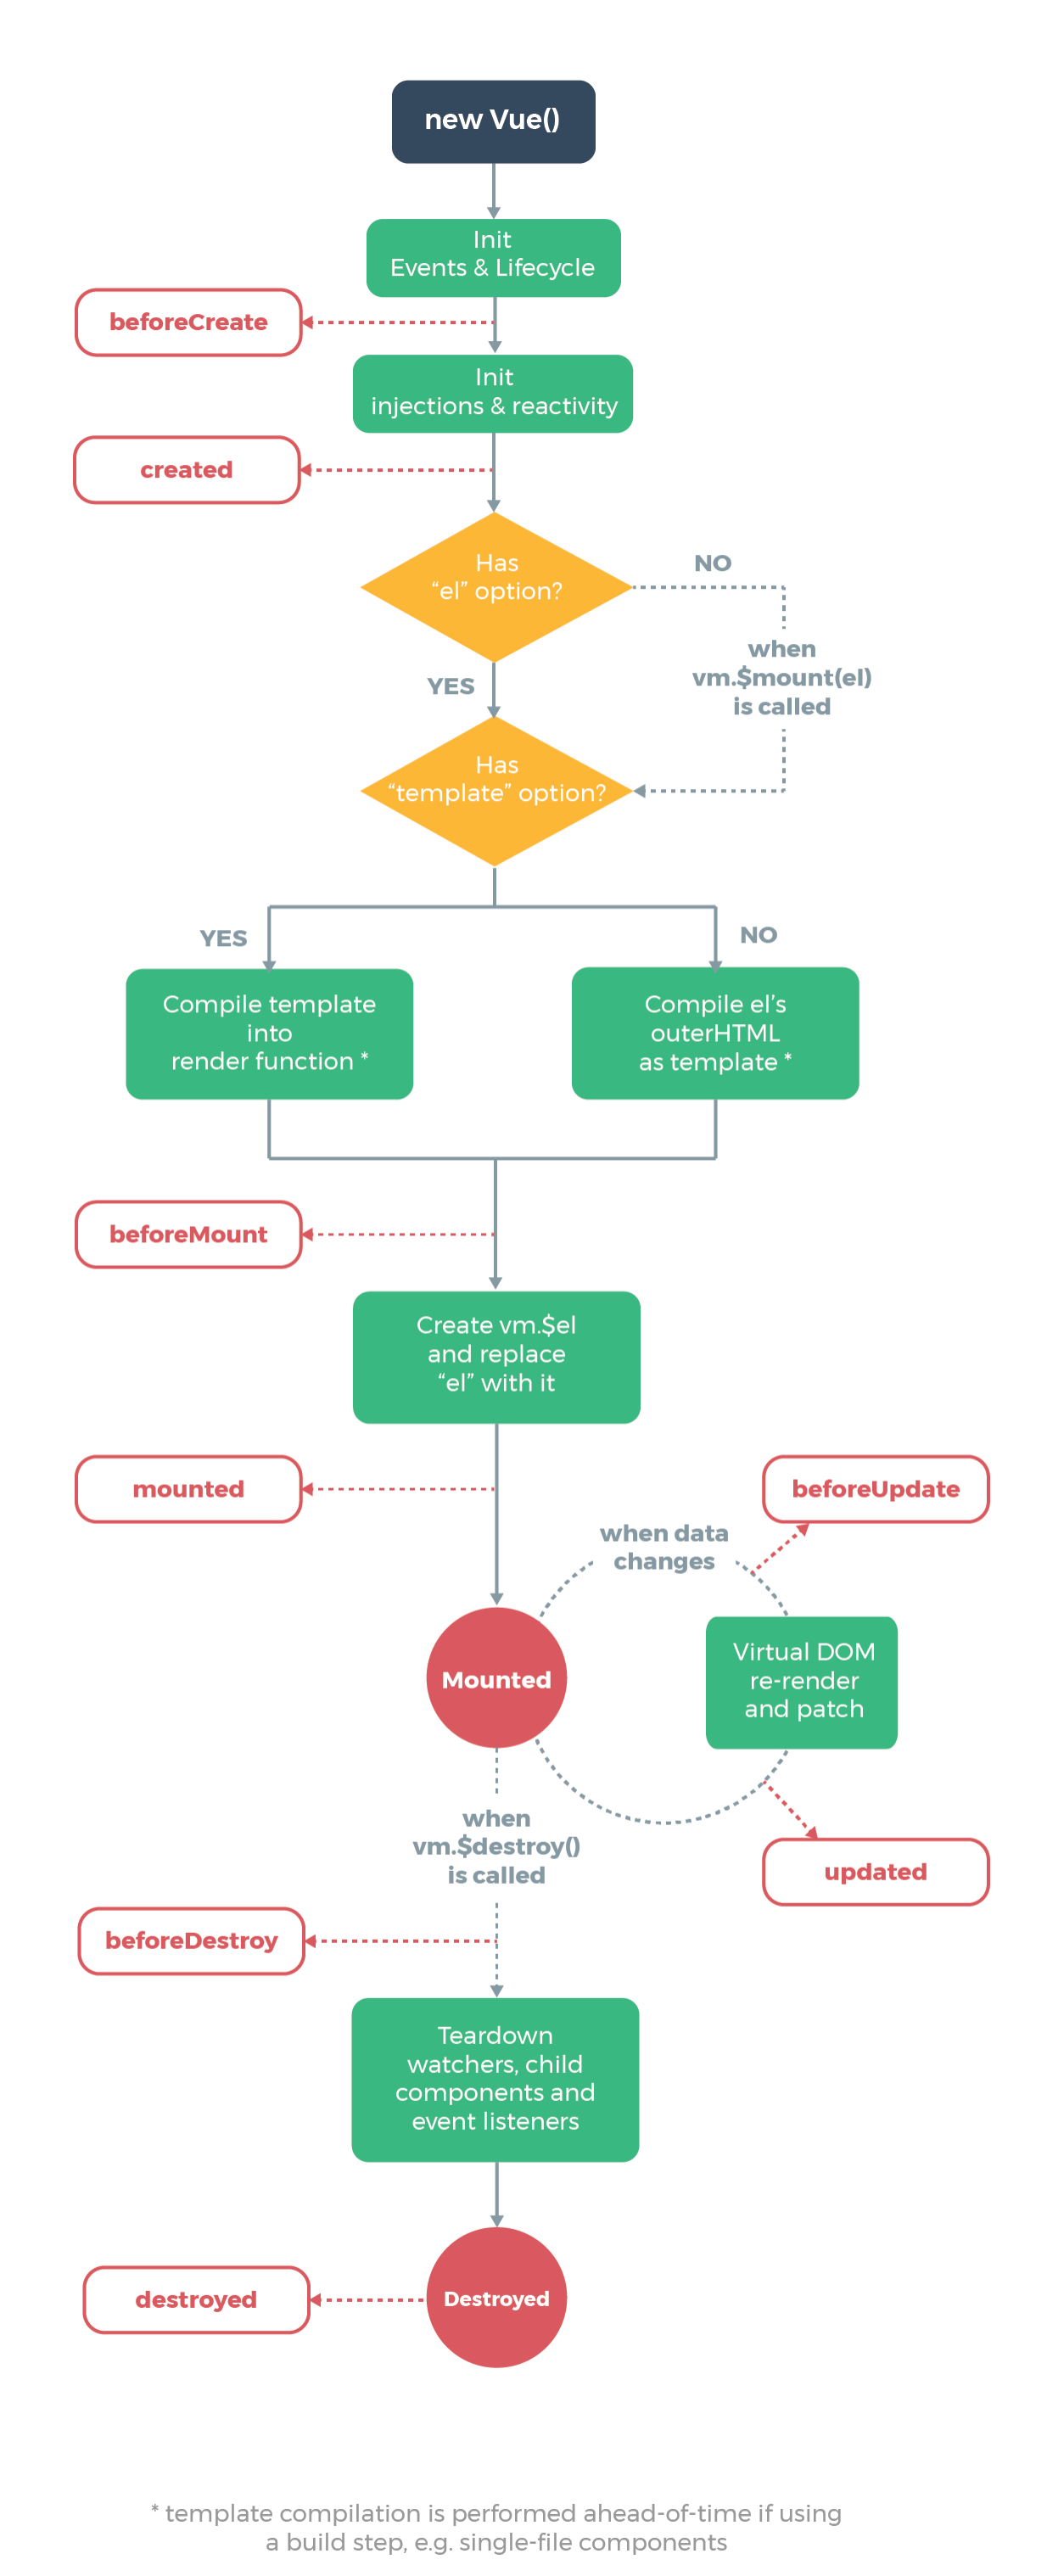 new Vue()
Init
Events & Lifecycle
beforeCreate
Init
injections & reactivity
created
Has
“el” option?
NO
when
vm.$mount(el)
is called
YES
Has
“template” option?
YES
NO
Compile template
into
render function *
Compile el’s
outerHTML
as template *
beforeMount
Create vm.$el
and replace
“el” with it
mounted
beforeUpdate
when data
changes
Mounted
Virtual DOM
re-render
and patch
when
vm.$destroy()
is called
updated
beforeDestroy
Teardown
watchers, child
components and
event listeners
destroyed
Destroyed
* template compilation is performed ahead-of-time if using
a build step, e.g. single-file components